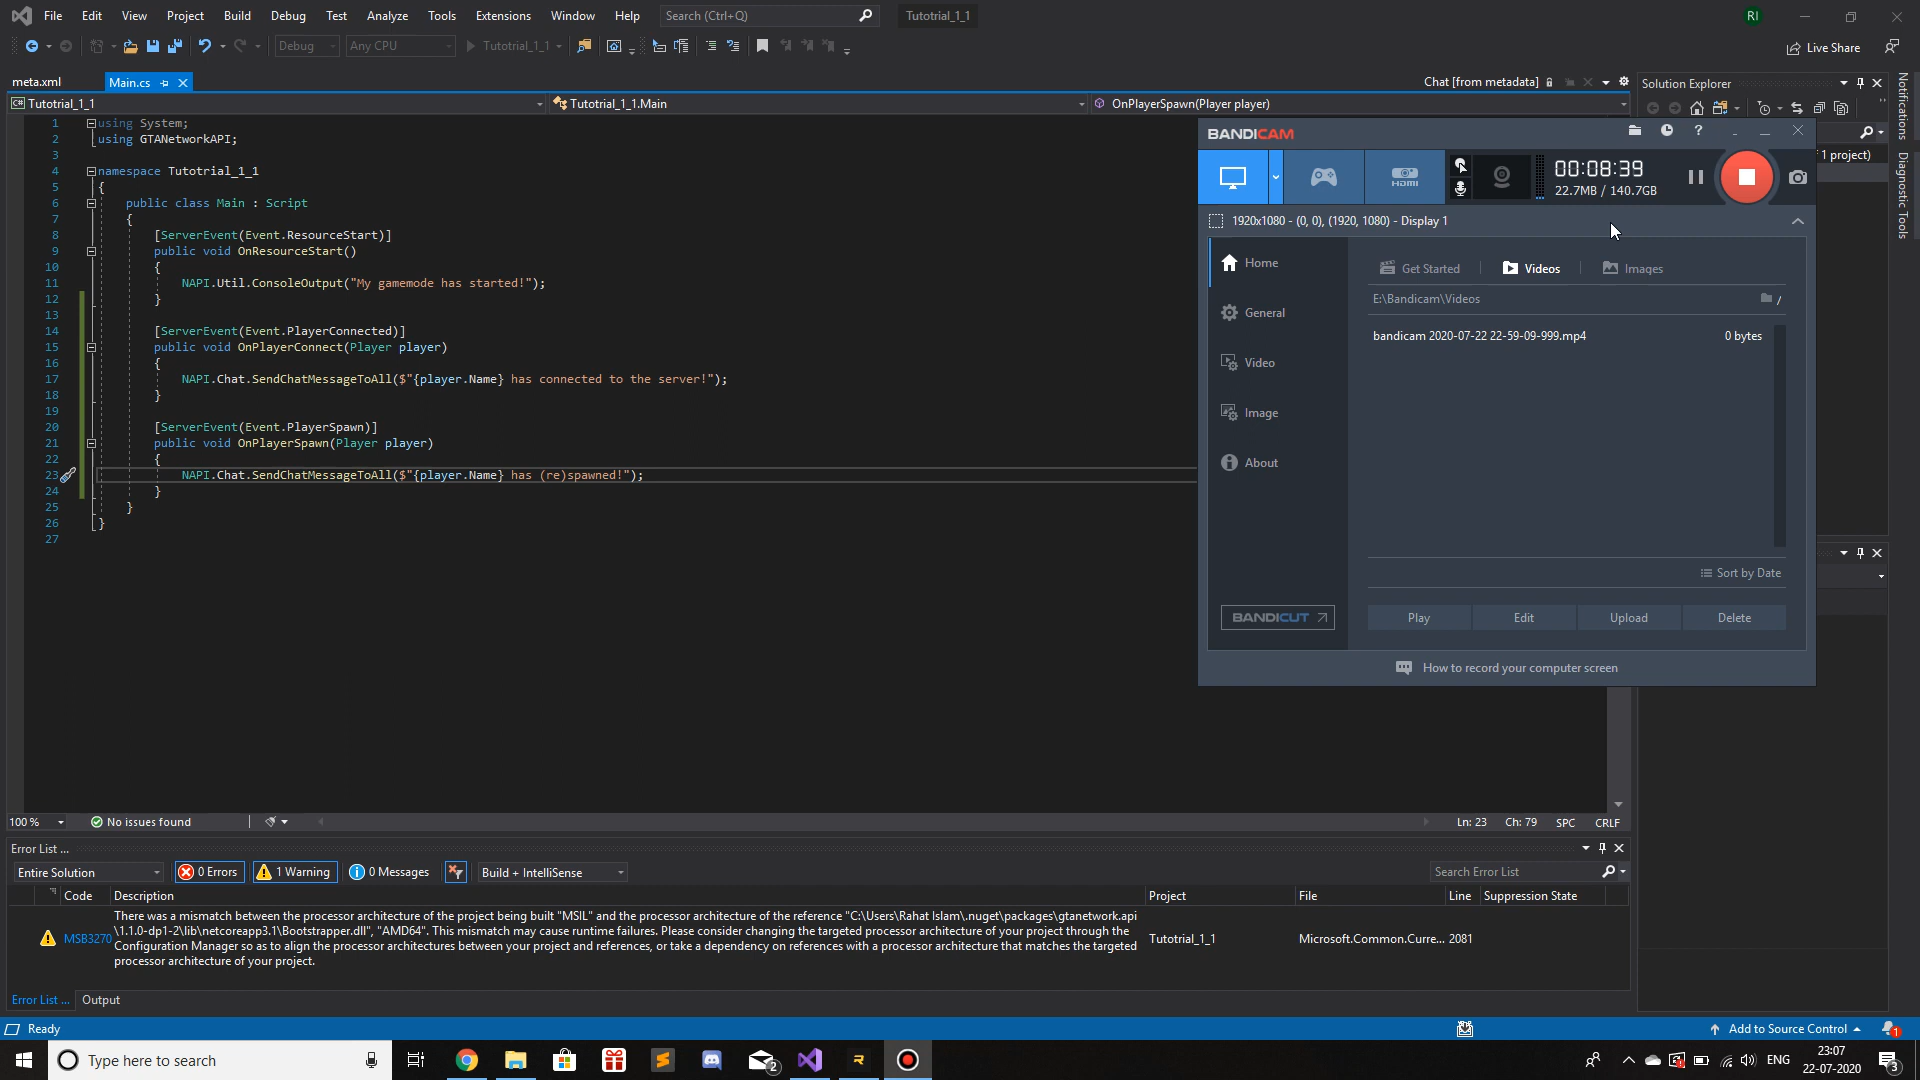 File Edit View Project Build Debug Test Analyze Tools Extensions Window Help Search (Ctrl+Q) Tutotrial_1_1 RI
Debug Any CPU Tutotrial_1_1 Live Share
meta.xml Main.cs Chat [from metadata] Solution Explorer
C# Tutotrial_1_1 Tutotrial_1_1.Main OnPlayerSpawn(Player player)
1 using System;
2 using GTANetworkAPI;
3
4 namespace Tutotrial_1_1
5 {
6 public class Main : Script
7 {
8 [ServerEvent(Event.ResourceStart)]
9 public void OnResourceStart()
10 {
11 NAPI.Util.ConsoleOutput("My gamemode has started!");
12 }
13
14 [ServerEvent(Event.PlayerConnected)]
15 public void OnPlayerConnect(Player player)
16 {
17 NAPI.Chat.SendChatMessageToAll($"{player.Name} has connected to the server!");
18 }
19
20 [ServerEvent(Event.PlayerSpawn)]
21 public void OnPlayerSpawn(Player player)
22 {
23 NAPI.Chat.SendChatMessageToAll($"{player.Name} has (re)spawned!");
24 }
25 }
26 }
27
BANDICAM
HDMI
00:08:39
22.7MB / 140.7GB
1920x1080 - (0, 0), (1920, 1080) - Display 1
Home
General
Video
Image
About
BANDICUT
Get Started Videos Images
E:\Bandicam\Videos
bandicam 2020-07-22 22-59-09-999.mp4 0 bytes
Sort by Date
Play Edit Upload Delete
How to record your computer screen
1 project)
Notifications
Diagnostic Tools
100 % No issues found Ln: 23 Ch: 79 SPC CRLF
Error List ...
Entire Solution 0 Errors 1 Warning 0 Messages Build + IntelliSense Search Error List
Code Description Project File Line Suppression State
MSB3270
There was a mismatch between the processor architecture of the project being built "MSIL" and the processor architecture of the reference "C:\Users\Rahat Islam\.nuget\packages\gtanetwork.api
\1.1.0-dp1-2\lib\netcoreapp3.1\Bootstrapper.dll", "AMD64". This mismatch may cause runtime failures. Please consider changing the targeted processor architecture of your project through the
Configuration Manager so as to align the processor architectures between your project and references, or take a dependency on references with a processor architecture that matches the targeted
processor architecture of your project.
Tutotrial_1_1 Microsoft.Common.Curre... 2081
Error List ... Output
Ready Add to Source Control 1
Type here to search 2 ENG 23:07
22-07-2020 3